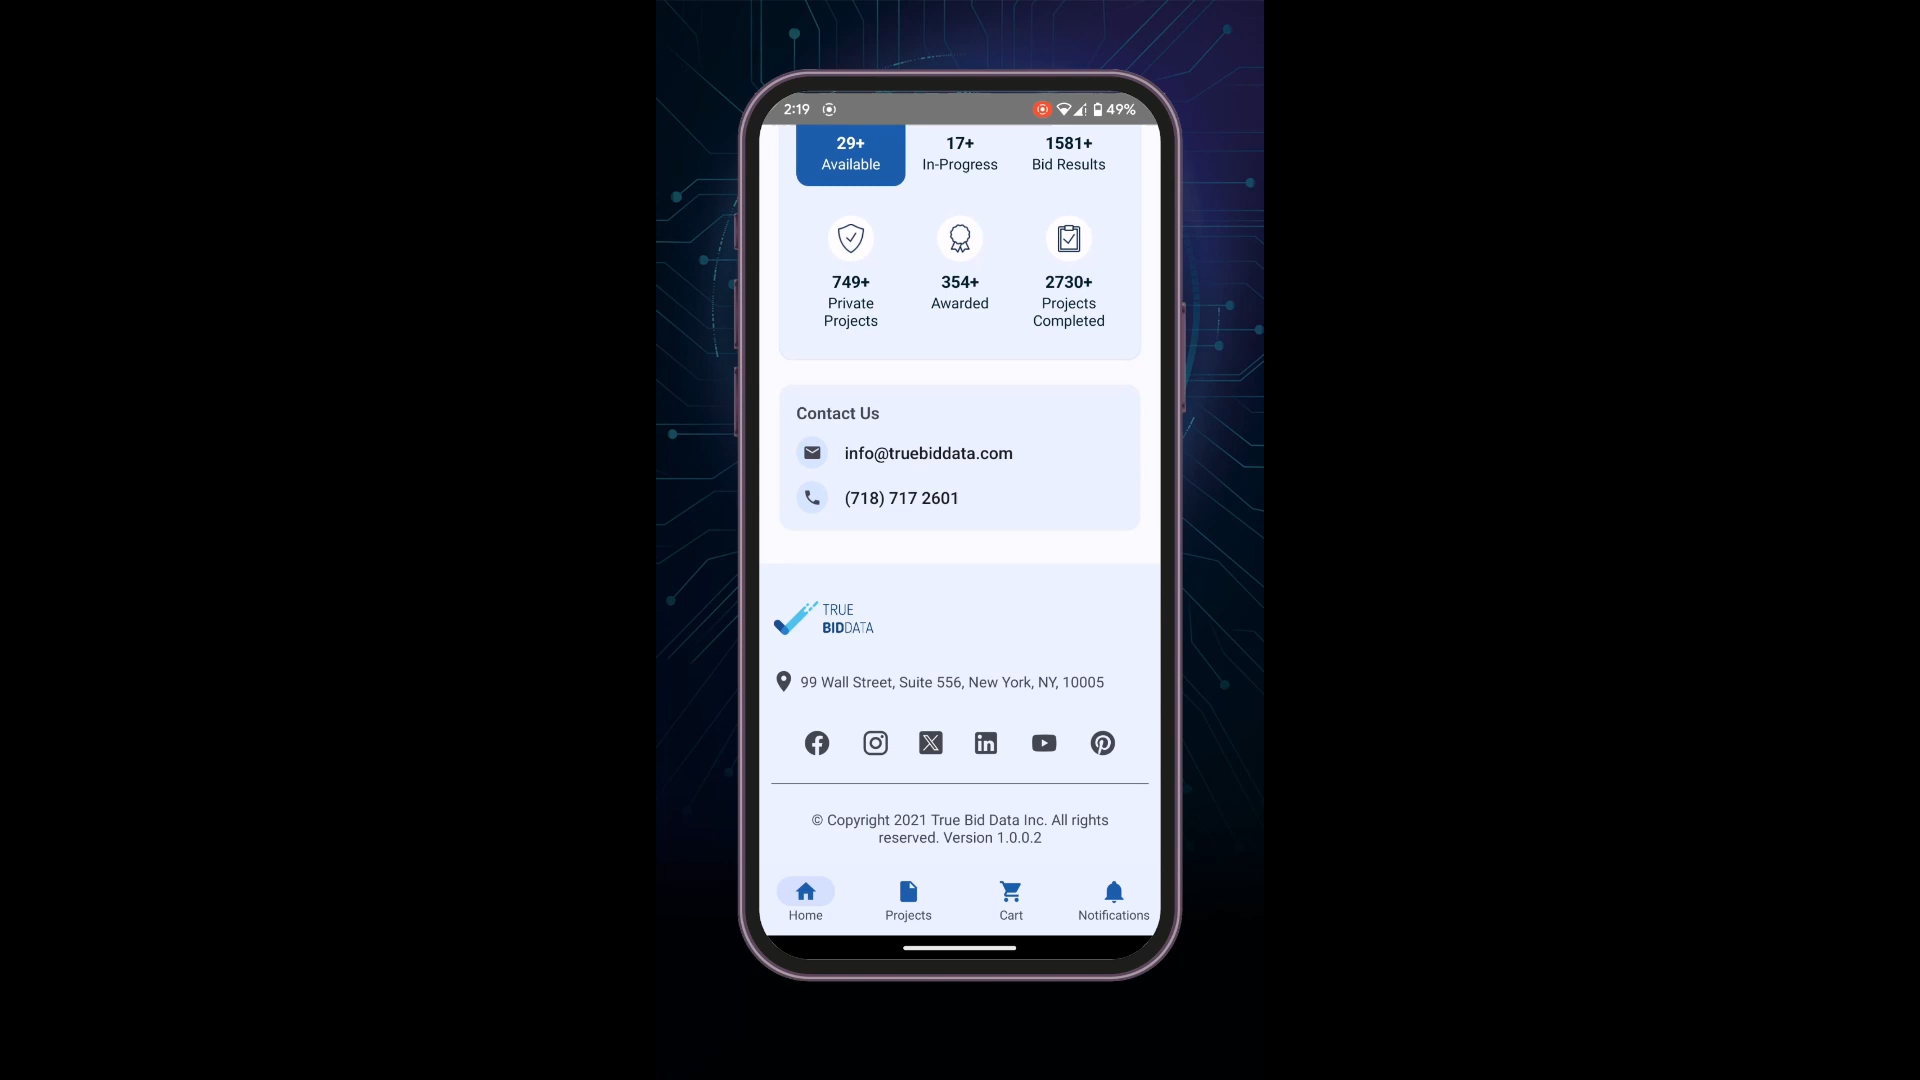 2:19 49%
29+ 17+ 1581+
Available In-Progress Bid Results
749+ 354+ 2730+
Private Awarded Projects
Projects Completed
Contact Us
info@truebiddata.com
(718) 717 2601
TRUE
BIDDATA
99 Wall Street, Suite 556, New York, NY, 10005
© Copyright 2021 True Bid Data Inc. All rights
reserved. Version 1.0.0.2
Home Projects Cart Notifications